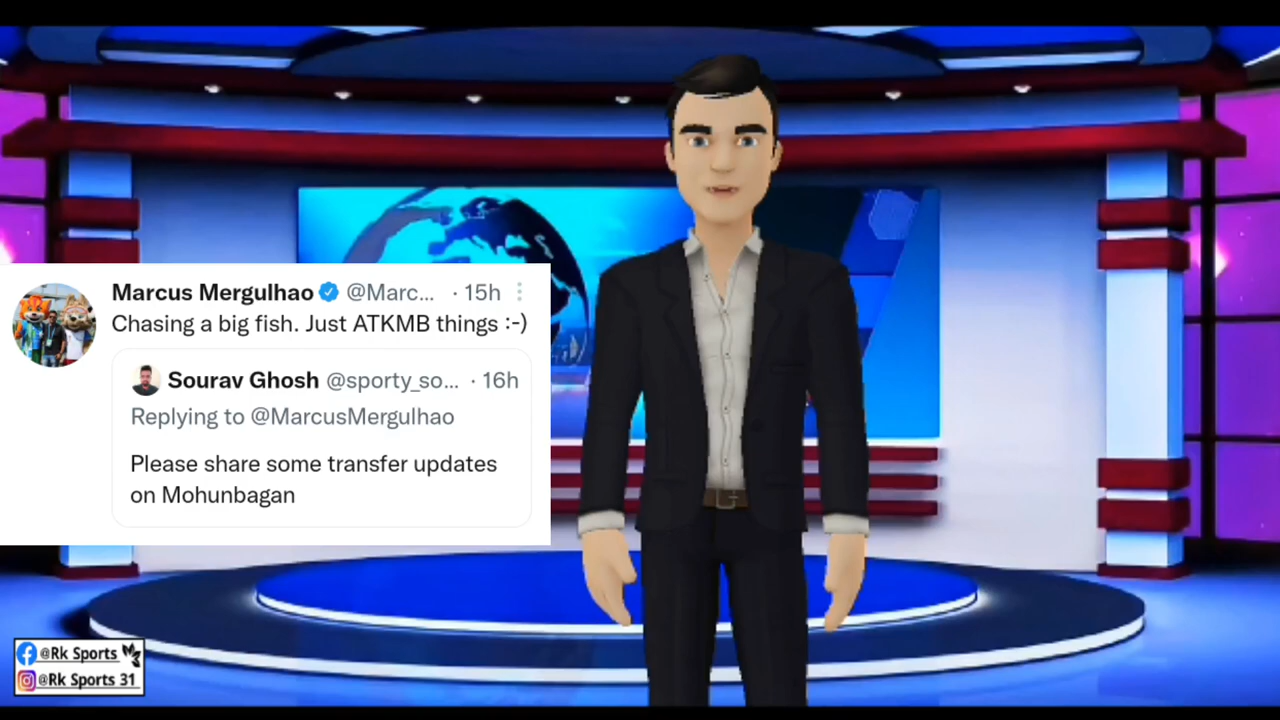 Marcus Mergulhao @Marc... · 15h
Chasing a big fish. Just ATKMB things :-)
Sourav Ghosh @sporty_so... · 16h
Replying to @MarcusMergulhao
Please share some transfer updates
on Mohunbagan
@Rk Sports
@Rk Sports 31